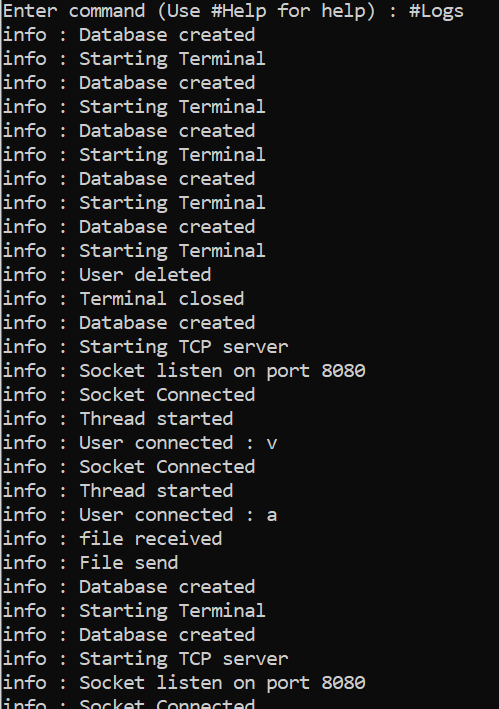 Enter command (Use #Help for help) : #Logs
info : Database created
info : Starting Terminal
info : Database created
info : Starting Terminal
info : Database created
info : Starting Terminal
info : Database created
info : Starting Terminal
info : Database created
info : Starting Terminal
info : User deleted
info : Terminal closed
info : Database created
info : Starting TCP server
info : Socket listen on port 8080
info : Socket Connected
info : Thread started
info : User connected : v
info : Socket Connected
info : Thread started
info : User connected : a
info : file received
info : File send
info : Database created
info : Starting Terminal
info : Database created
info : Starting TCP server
info : Socket listen on port 8080
info : Socket Connected